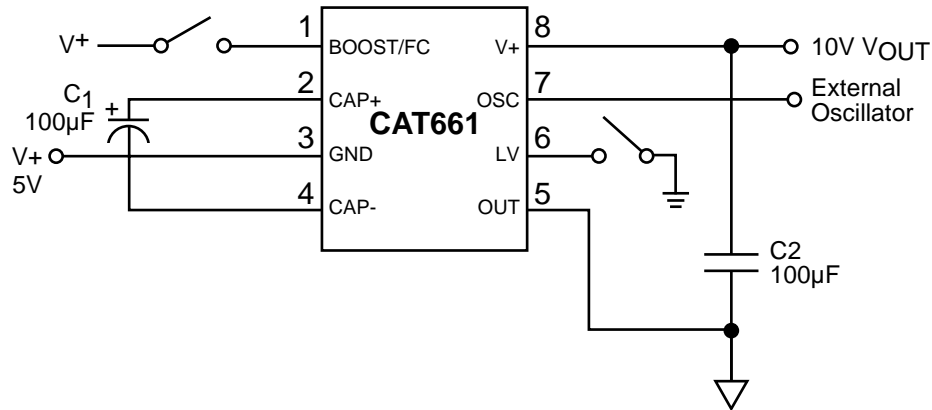 1
8
V+
BOOST/FC
V+
10V VOUT
2
7
C1
+
100µF
CAP+
OSC
External
Oscillator
CAT661
3
6
V+
5V
GND
LV
4
5
CAP-
OUT
C2
100µF